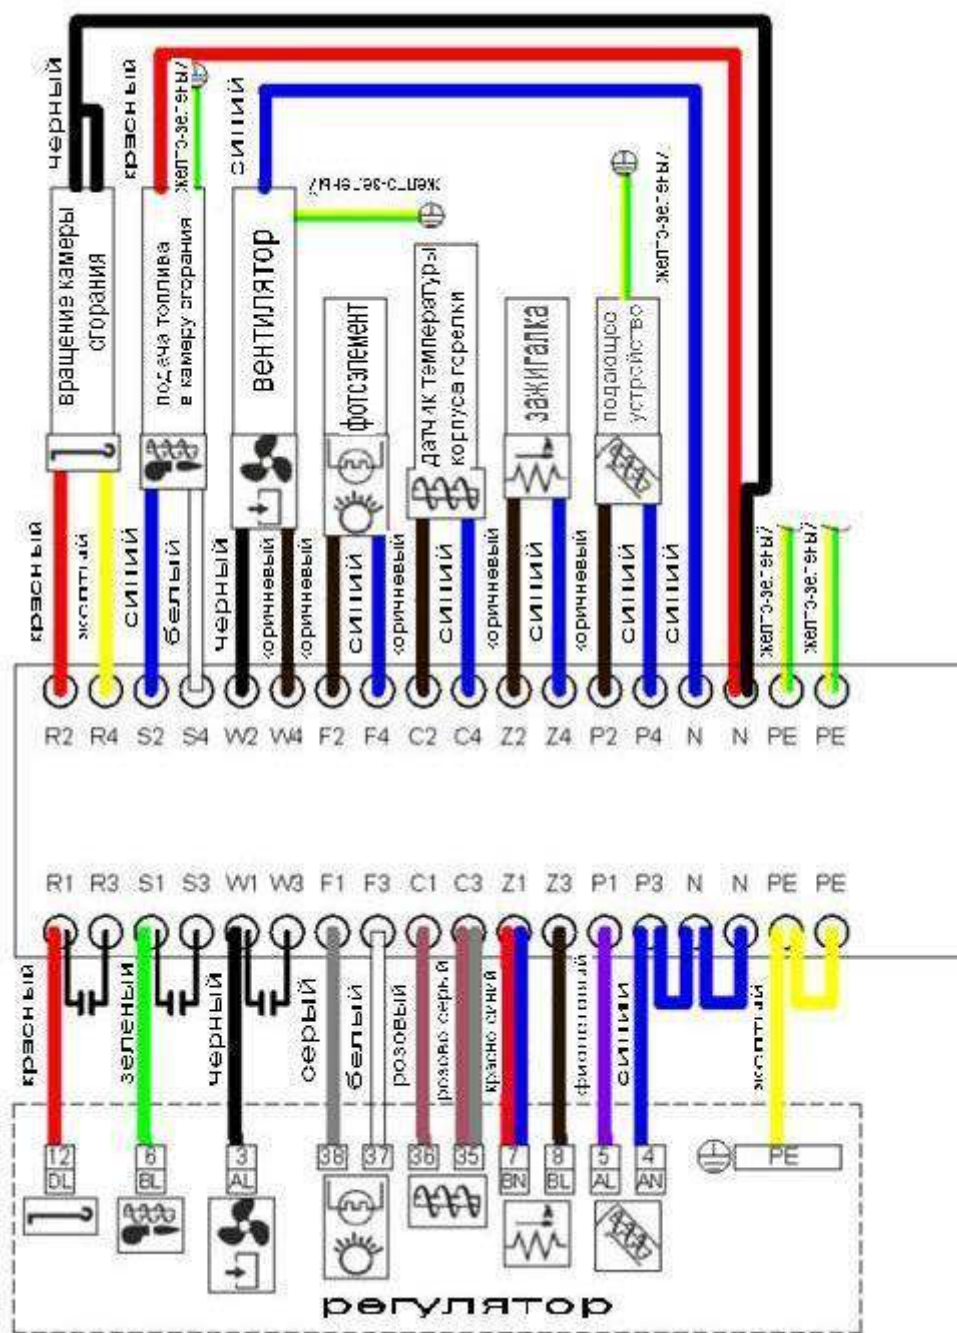 черный
красный
желто-зелены/
синий
желто-зелены/
желто-зелены/
вращение камеры
сгорания
подача топлива
в камеру сгорания
вентилятор
фотоэлемент
датчик температуры
корпуса горелки
зажигалка
подающее
устройство
красный
желтый
синий
белый
черный
коричневый
коричневый
синий
коричневый
синий
коричневый
синий
коричневый
синий
синий
желто-зелены/
желто-зелены/
R2 R4 S2 S4 W2 W4 F2 F4 C2 C4 Z2 Z4 P2 P4 N N PE PE
R1 R3 S1 S3 W1 W3 F1 F3 C1 C3 Z1 Z3 P1 P3 N N PE PE
красный
зеленый
черный
серый
белый
розовый
розово серый
красно синий
фиолетовый
синий
желтый
12 6 3 38 37 36 35 7 8 5 4 PE
DL BL AL BN BL AL AN
регулятор